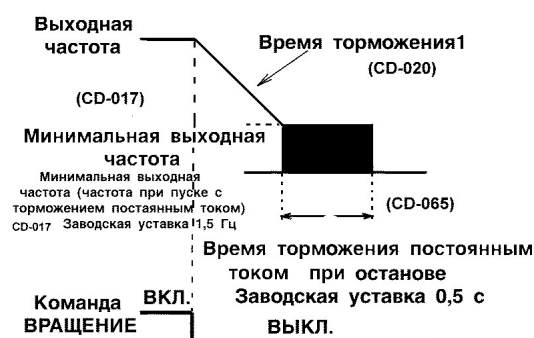 Выходная
частота
Время торможения1
(CD-020)
(CD-017)
Минимальная выходная
частота
Минимальная выходная
частота (частота при пуске с
торможением постаянным током)
CD-017 Заводская уставка 1,5 Гц
(CD-065)
Время торможения постоянным
током при останове
Заводская уставка 0,5 с
Команда
ВРАЩЕНИЕ
ВКЛ.
ВЫКЛ.